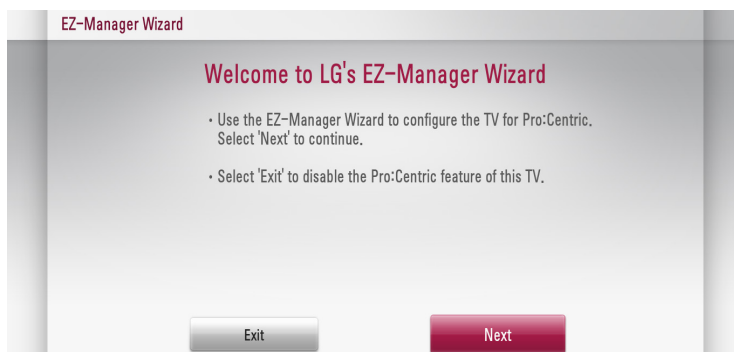 EZ-Manager Wizard
Welcome to LG's EZ-Manager Wizard
• Use the EZ-Manager Wizard to configure the TV for Pro:Centric.
Select 'Next' to continue.
• Select 'Exit' to disable the Pro:Centric feature of this TV.
Exit
Next